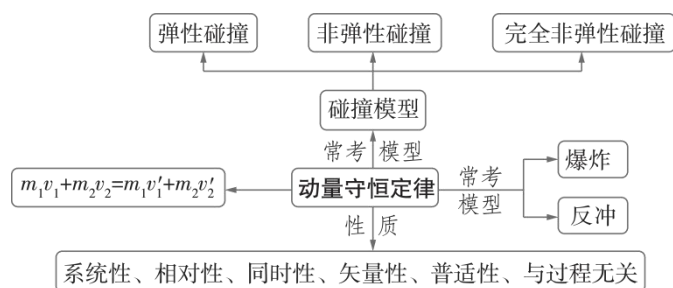 弹性碰撞 非弹性碰撞 完全非弹性碰撞
碰撞模型
常考 模型
m₁v₁+m₂v₂=m₁v₁′+m₂v₂′ 动量守恒定律 常考 模型 爆炸
反冲
性 质
系统性、相对性、同时性、矢量性、普适性、与过程无关